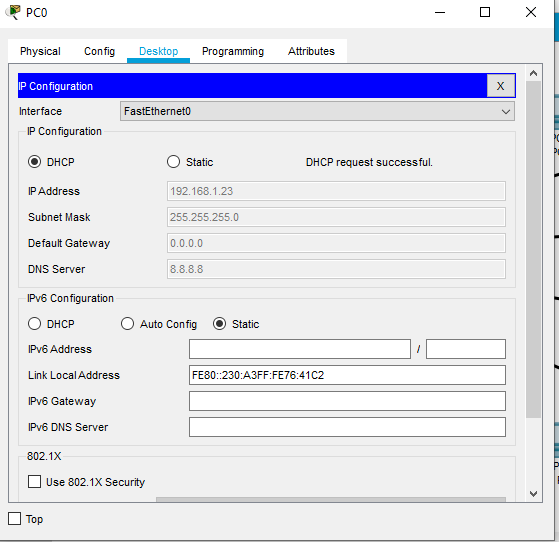 PC0
Physical Config Desktop Programming Attributes
IP Configuration X
Interface FastEthernet0
IP Configuration
DHCP Static DHCP request successful.
IP Address 192.168.1.23
Subnet Mask 255.255.255.0
Default Gateway 0.0.0.0
DNS Server 8.8.8.8
IPv6 Configuration
DHCP Auto Config Static
IPv6 Address /
Link Local Address FE80::230:A3FF:FE76:41C2
IPv6 Gateway
IPv6 DNS Server
802.1X
Use 802.1X Security
Top